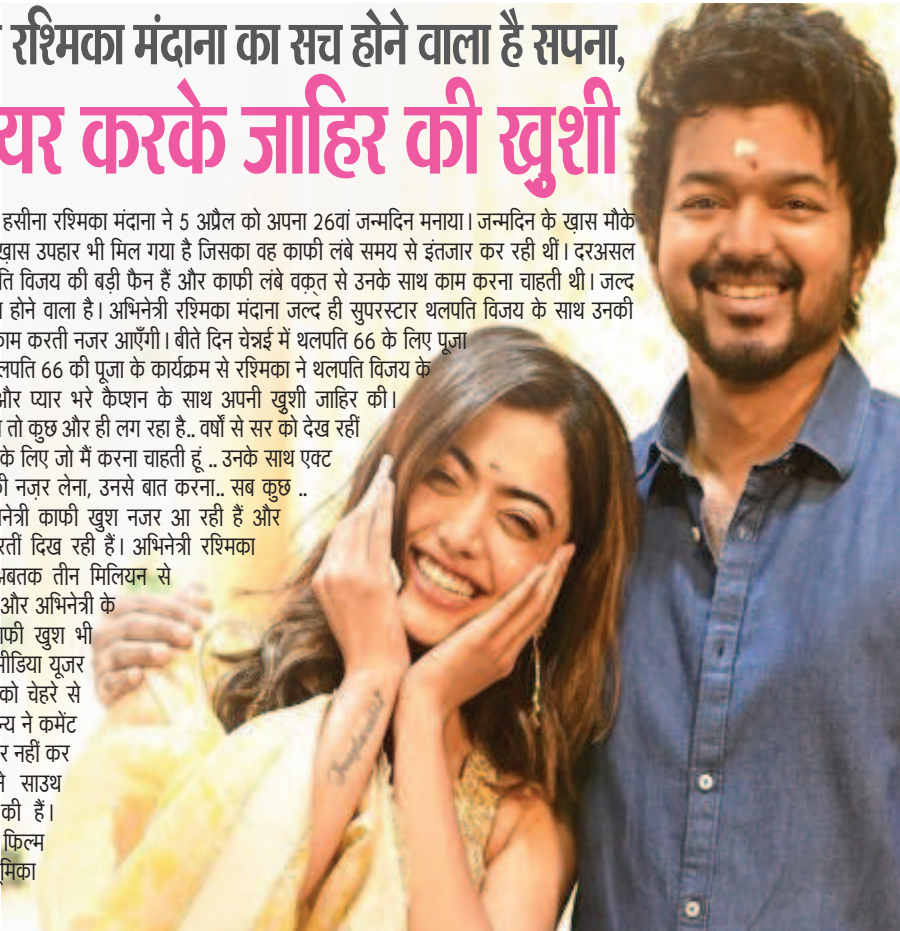 रश्मिका मंदाना का सच होने वाला है सपना,
यर करके जाहिर की खुशी
हसीना रश्मिका मंदाना ने 5 अप्रैल को अपना 26वां जन्मदिन मनाया। जन्मदिन के ख़ास मौके
ख़ास उपहार भी मिल गया है जिसका वह काफी लंबे समय से इंतजार कर रही थीं। दरअसल
ति विजय की बड़ी फैन हैं और काफी लंबे वक़्त से उनके साथ काम करना चाहती थी। जल्द
होने वाला है। अभिनेत्री रश्मिका मंदाना जल्द ही सुपरस्टार थलपति विजय के साथ उनकी
काम करती नजर आएँगी। बीते दिन चेन्नई में थलपति 66 के लिए पूजा
लपति 66 की पूजा के कार्यक्रम से रश्मिका ने थलपति विजय के
और प्यार भरे कैप्शन के साथ अपनी खुशी जाहिर की।
तो कुछ और ही लग रहा है.. वर्षों से सर को देख रहीं
के लिए जो मैं करना चाहती हूं .. उनके साथ एक्ट
की नज़र लेना, उनसे बात करना.. सब कुछ ..
नेत्री काफी खुश नजर आ रही हैं और
रतीं दिख रही हैं। अभिनेत्री रश्मिका
अबतक तीन मिलियन से
और अभिनेत्री के
ाफी खुश भी
मीडिया यूजर
को चेहरे से
न्य ने कमेंट
र नहीं कर
ने साउथ
की हैं।
फिल्म
ूमिका